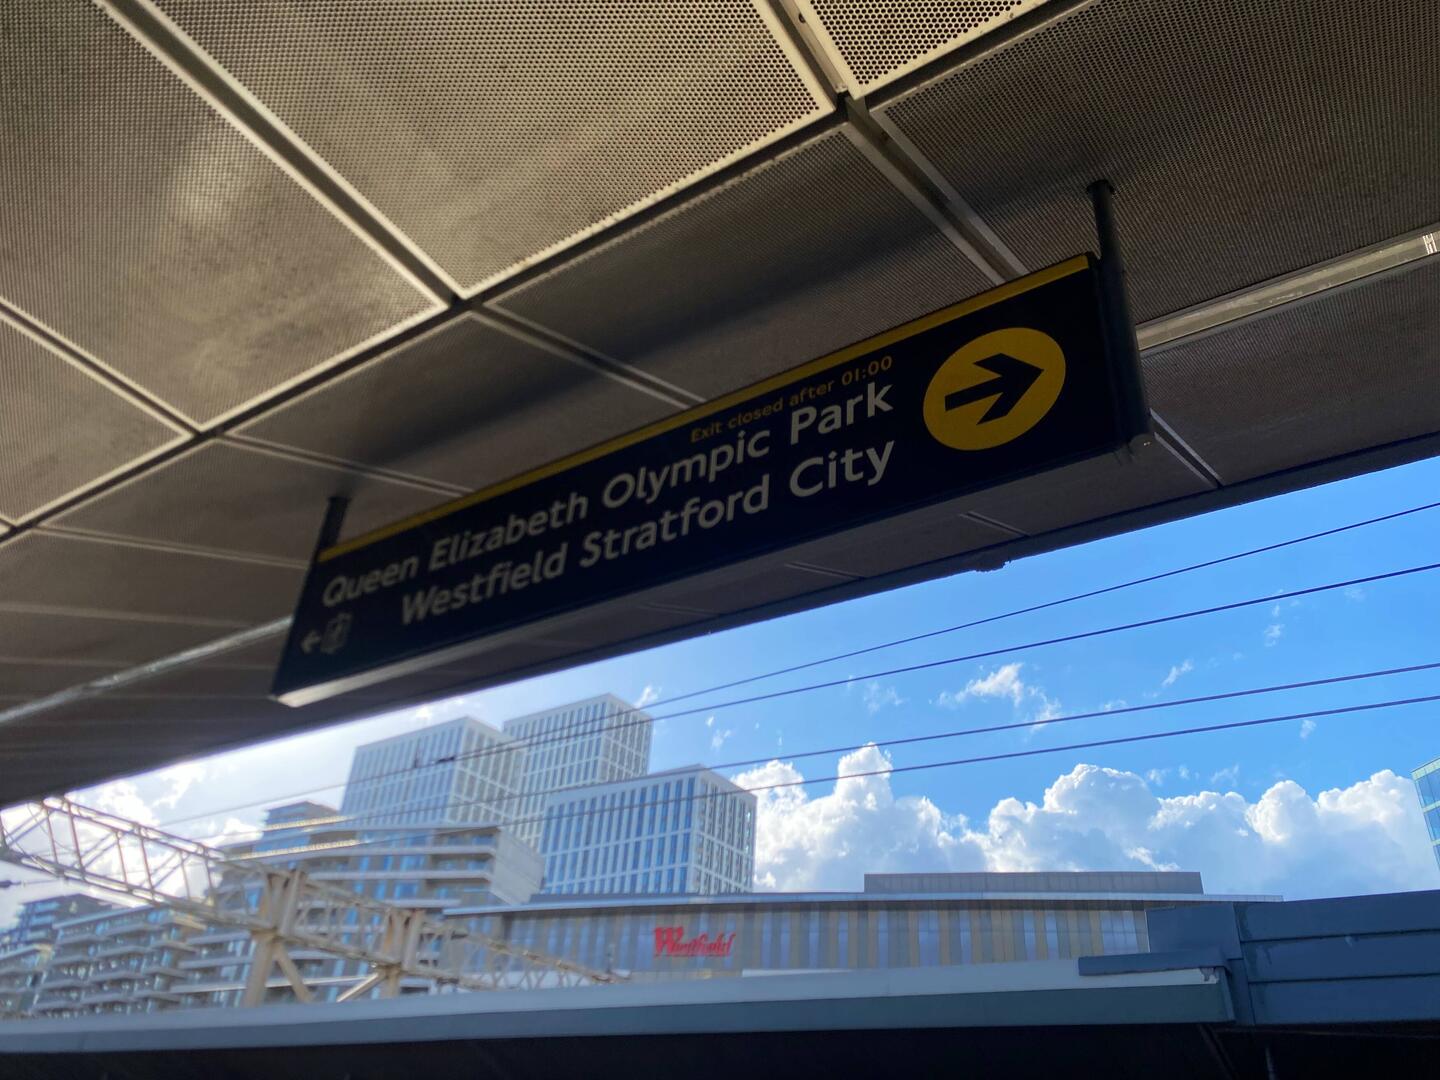 Exit closed after 01:00
Queen Elizabeth Olympic Park
Westfield Stratford City
Westfield